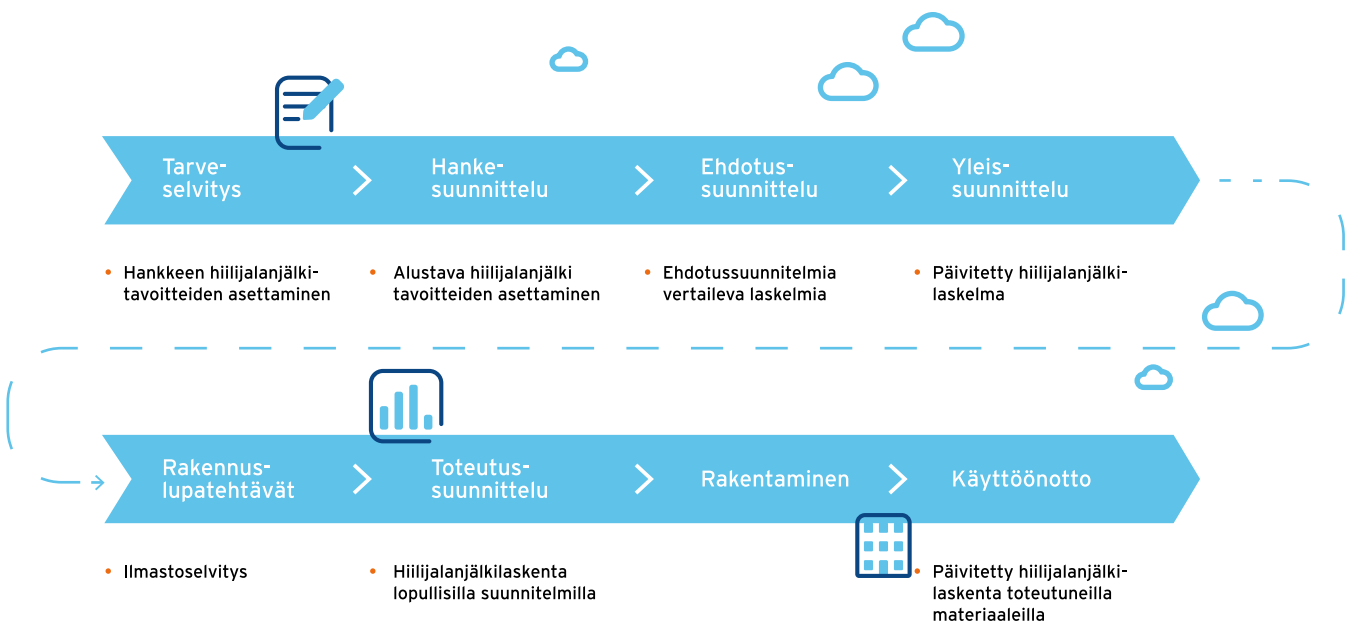 Tarve-
selvitys
Hanke-
suunnittelu
Ehdotus-
suunnittelu
Yleis-
suunnittelu
• Hankkeen hiilijalanjälki-
tavoitteiden asettaminen
• Alustava hiilijalanjälki
tavoitteiden asettaminen
• Ehdotussuunnitelmia
vertaileva laskelmia
• Päivitetty hiilijalanjälki-
laskelma
Rakennus-
lupatehtävät
Toteutus-
suunnittelu
Rakentaminen
Käyttöönotto
• Ilmastoselvitys
• Hiilijalanjälkilaskenta
lopullisilla suunnitelmilla
• Päivitetty hiilijalanjälki-
laskenta toteutuneilla
materiaaleilla